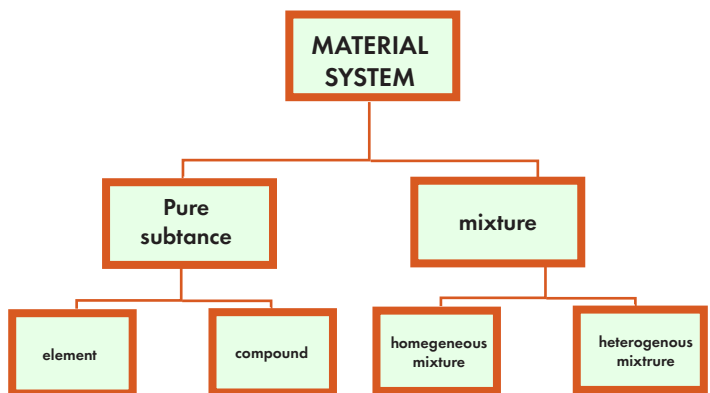 MATERIAL
SYSTEM
Pure
subtance
mixture
element
compound
homegeneous
mixture
heterogenous
mixtrure